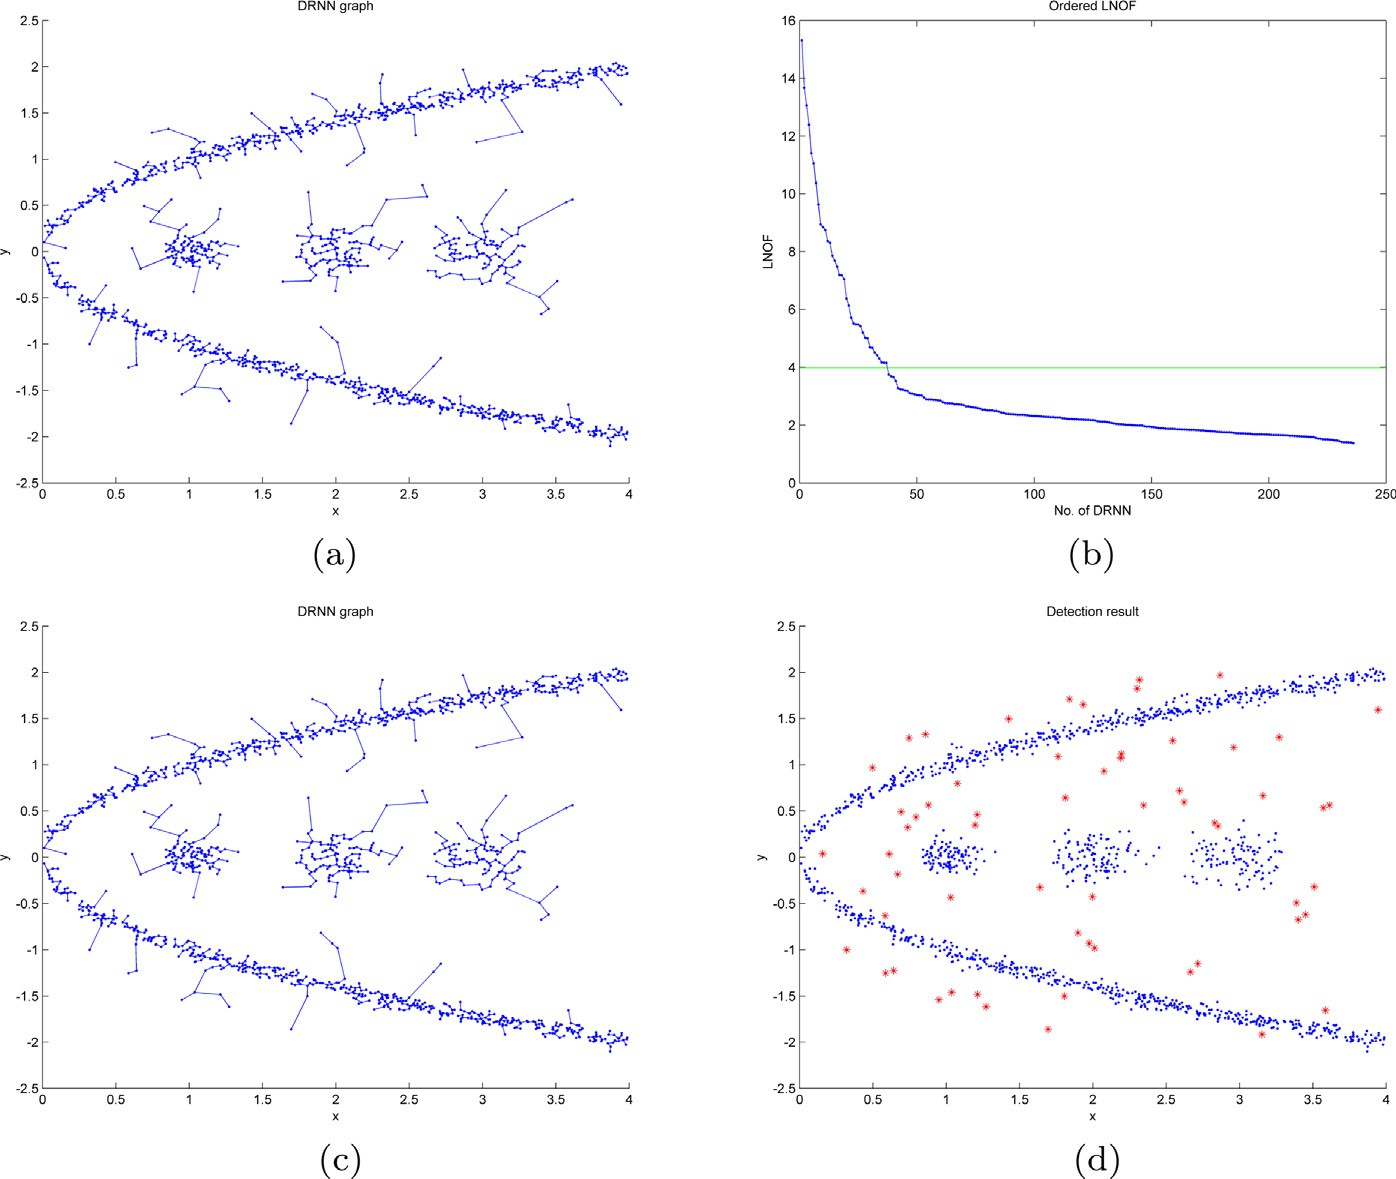 DRNN graph
2.5
2
1.5
1
0.5
0
-0.5
-1
-1.5
-2
-2.5
y
0 0.5 1 1.5 2 2.5 3 3.5 4
x
(a)
Ordered LNOF
16
14
12
10
8
6
4
2
0
LNOF
0 50 100 150 200 250
No. of DRNN
(b)
DRNN graph
2.5
2
1.5
1
0.5
0
-0.5
-1
-1.5
-2
-2.5
y
0 0.5 1 1.5 2 2.5 3 3.5 4
x
(c)
Detection result
2.5
2
1.5
1
0.5
0
-0.5
-1
-1.5
-2
-2.5
y
0 0.5 1 1.5 2 2.5 3 3.5 4
x
(d)